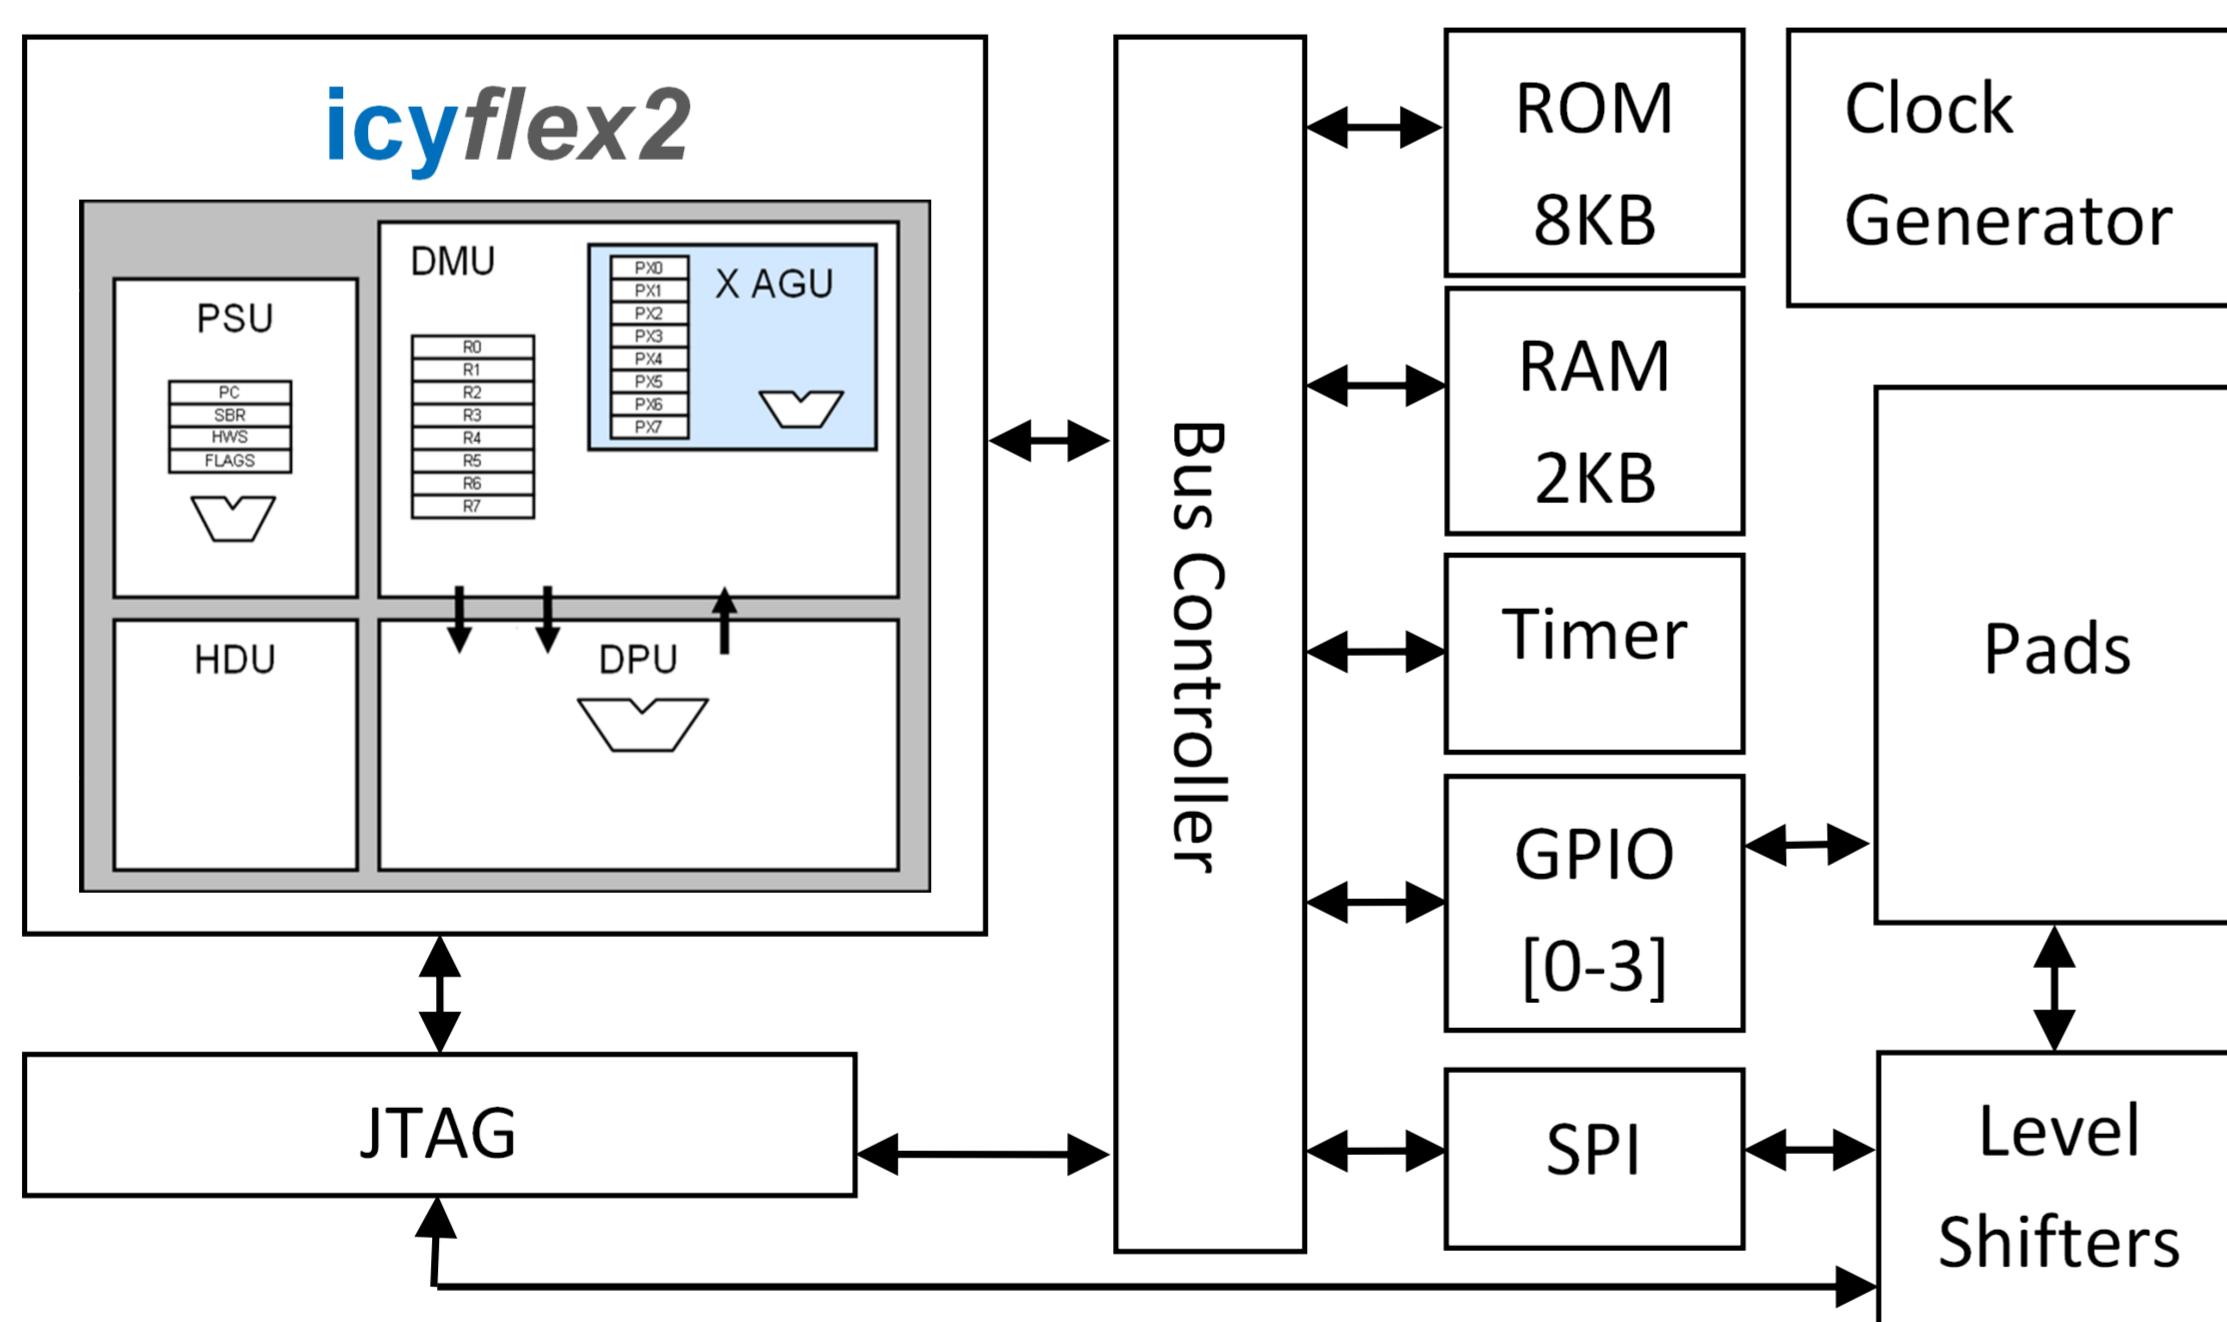 icyflex2
DMU
PX0
PX1
PX2
PX3
PX4
PX5
PX6
PX7
X AGU
PSU
PC
SBR
HWS
FLAGS
R0
R1
R2
R3
R4
R5
R6
R7
HDU
DPU
JTAG
Bus Controller
ROM
8KB
RAM
2KB
Timer
GPIO
[0-3]
SPI
Clock
Generator
Pads
Level
Shifters